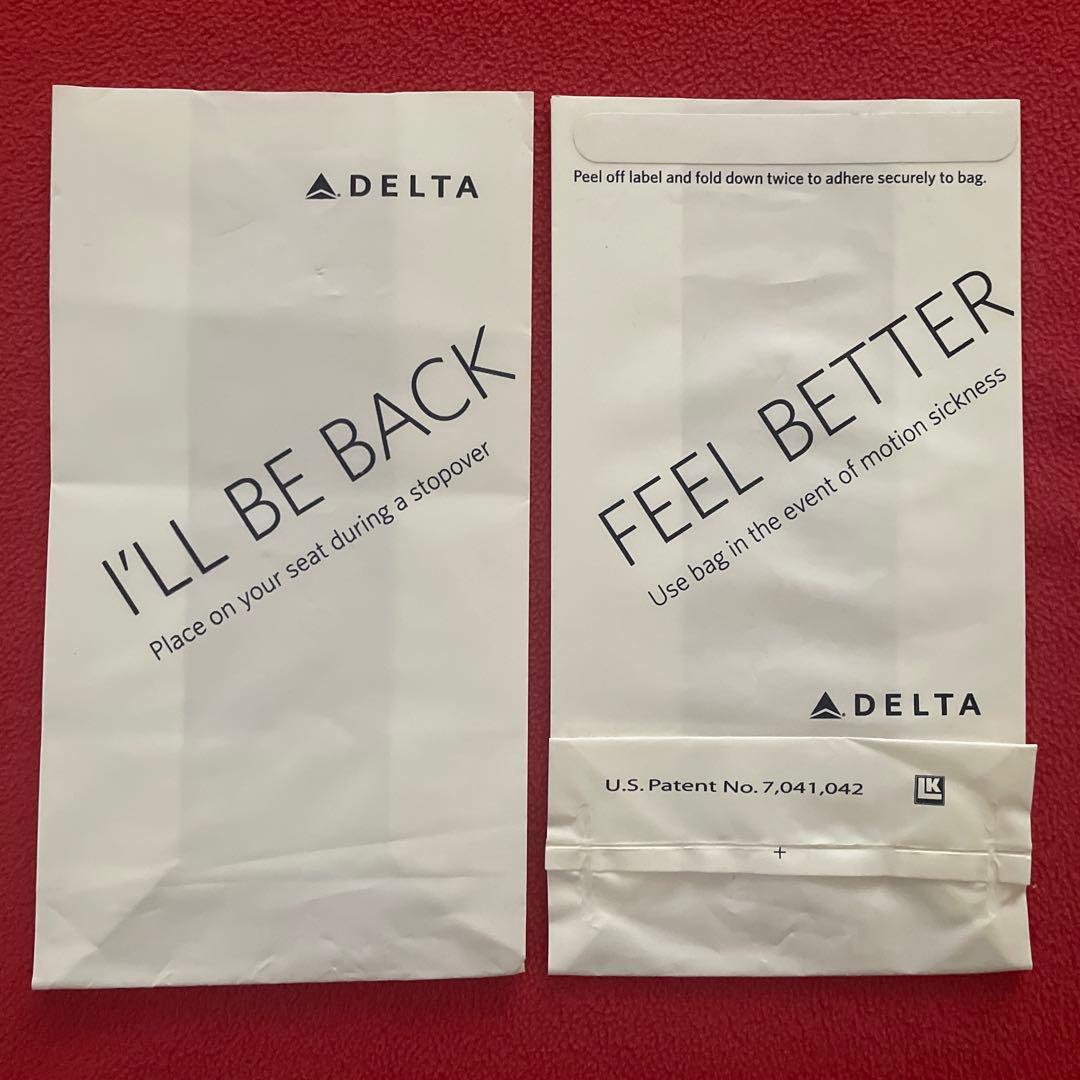 DELTA
I'LL BE BACK
Place on your seat during a stopover
Peel off label and fold down twice to adhere securely to bag.
FEEL BETTER
Use bag in the event of motion sickness
DELTA
U.S. Patent No. 7,041,042
LK
+